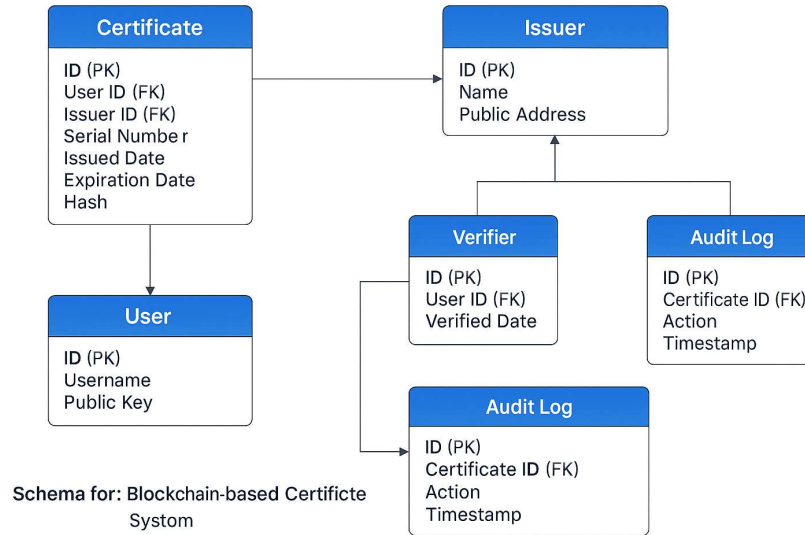 Certificate
ID (PK)
User ID (FK)
Issuer ID (FK)
Serial Number
Issued Date
Expiration Date
Hash
Issuer
ID (PK)
Name
Public Address
Verifier
ID (PK)
User ID (FK)
Verified Date
Audit Log
ID (PK)
Certificate ID (FK)
Action
Timestamp
User
ID (PK)
Username
Public Key
Audit Log
ID (PK)
Certificate ID (FK)
Action
Timestamp
Schema for: Blockchain-based Certificte
Systom